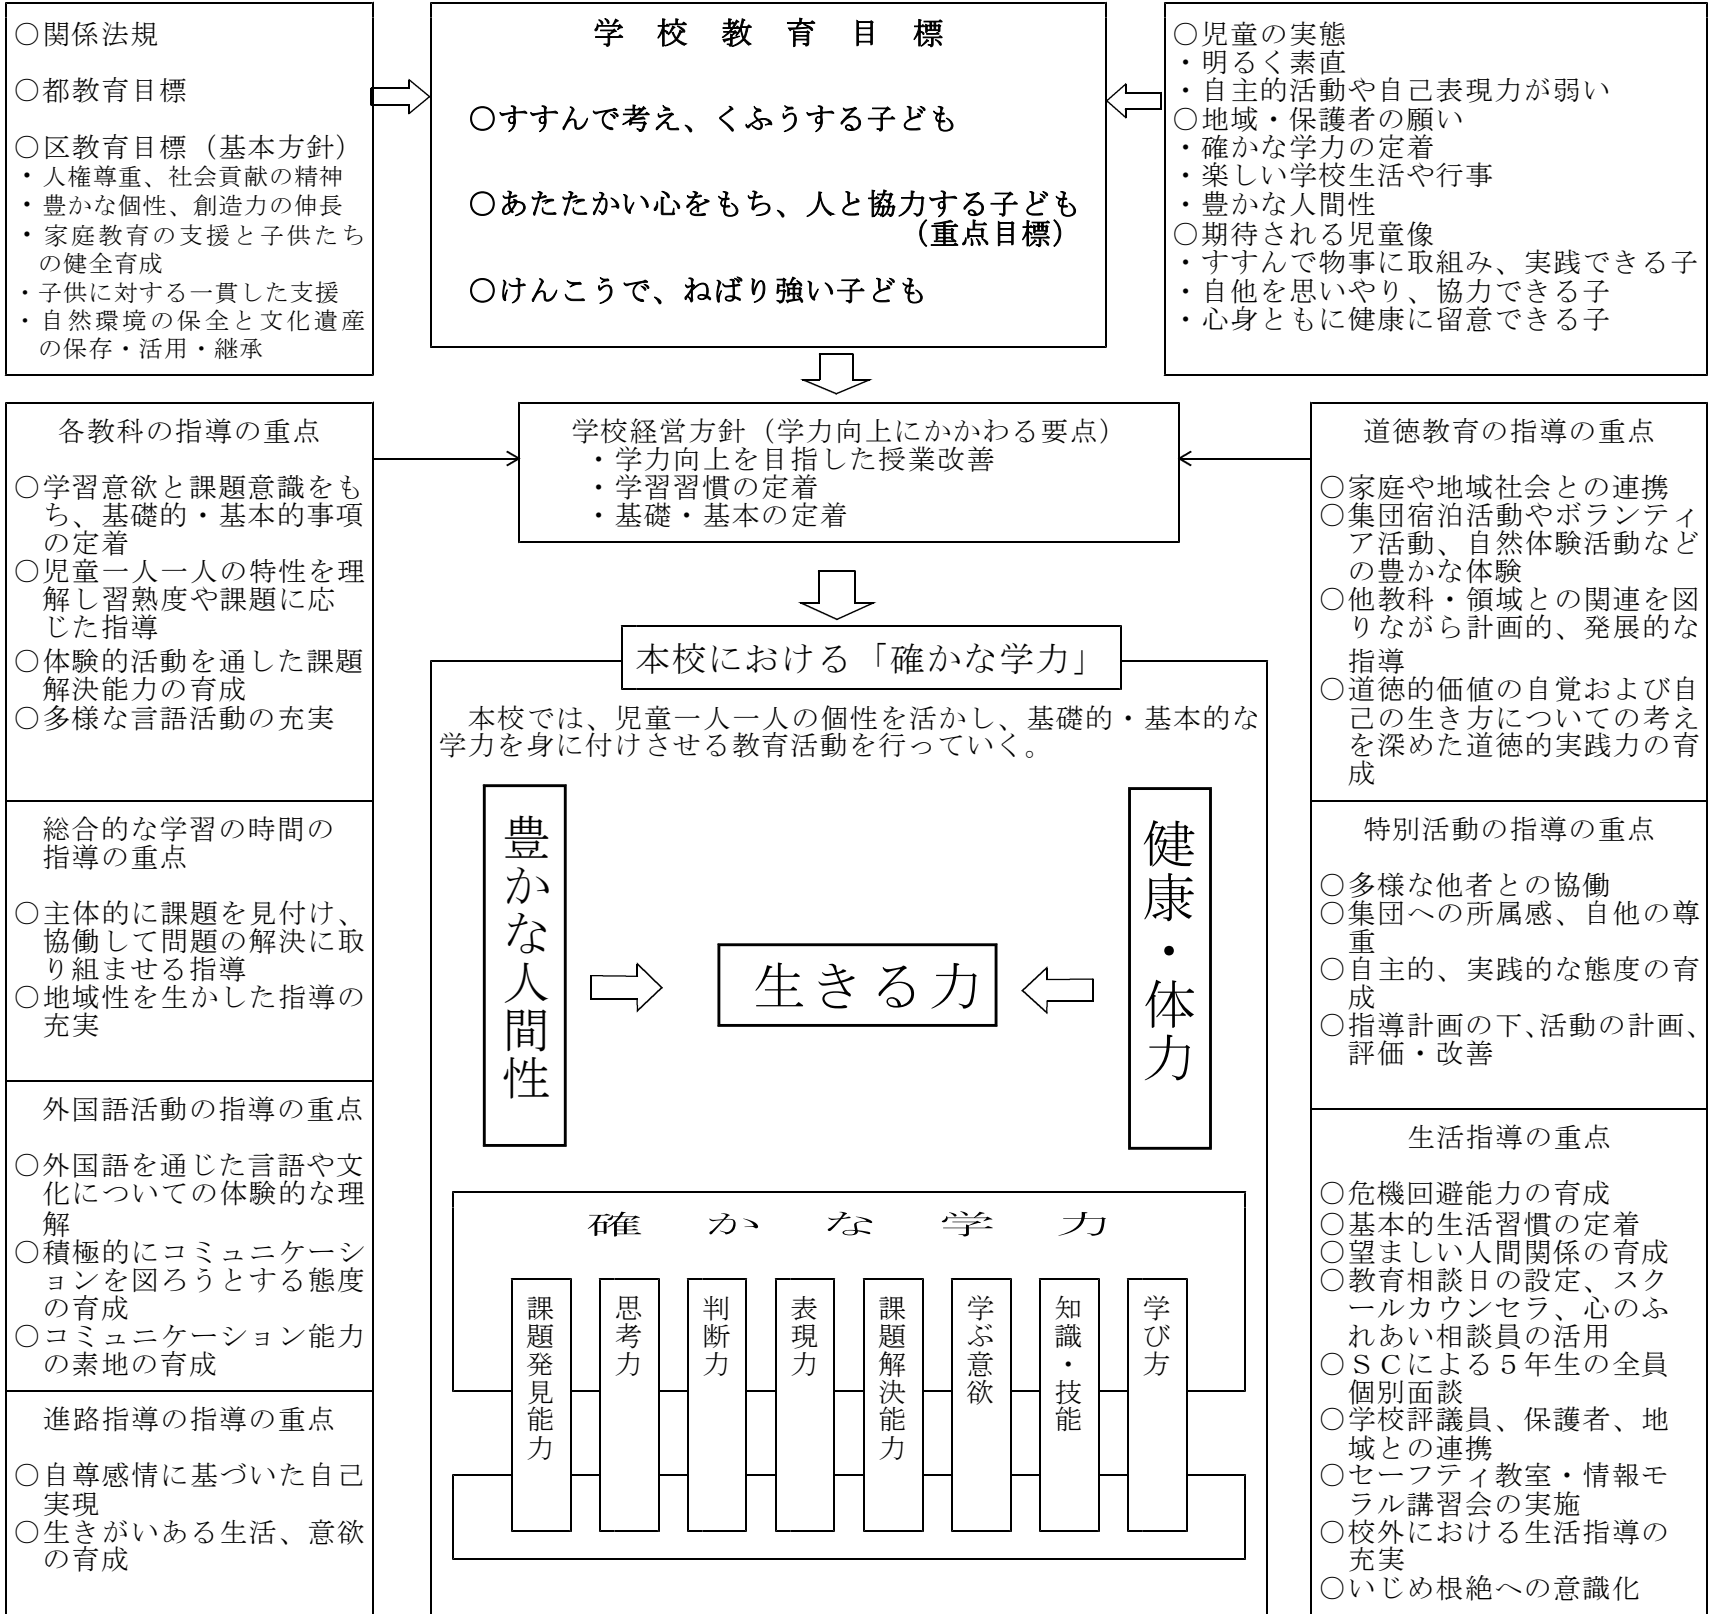 ○関係法規
○都教育目標
○区教育目標（基本方針）
・人権尊重、社会貢献の精神
・豊かな個性、創造力の伸長
・家庭教育の支援と子供たち
の健全育成
・子供に対する一貫した支援
・自然環境の保全と文化遺産
の保存・活用・継承
学校教育目標
○すすんで考え、くふうする子ども
○あたたかい心をもち、人と協力する子ども
（重点目標）
○けんこうで、ねばり強い子ども
○児童の実態
・明るく素直
・自主的活動や自己表現力が弱い
○地域・保護者の願い
・確かな学力の定着
・楽しい学校生活や行事
・豊かな人間性
○期待される児童像
・すすんで物事に取組み、実践できる子
・自他を思いやり、協力できる子
・心身ともに健康に留意できる子
各教科の指導の重点
○学習意欲と課題意識をも
ち、基礎的・基本的事項
の定着
○児童一人一人の特性を理
解し習熟度や課題に応
じた指導
○体験的活動を通した課題
解決能力の育成
○多様な言語活動の充実
総合的な学習の時間の
指導の重点
○主体的に課題を見付け、
協働して問題の解決に取
り組ませる指導
○地域性を生かした指導の
充実
外国語活動の指導の重点
○外国語を通じた言語や文
化についての体験的な理
解
○積極的にコミュニケーシ
ョンを図ろうとする態度
の育成
○コミュニケーション能力
の素地の育成
進路指導の指導の重点
○自尊感情に基づいた自己
実現
○生きがいある生活、意欲
の育成
学校経営方針（学力向上にかかわる要点）
・学力向上を目指した授業改善
・学習習慣の定着
・基礎・基本の定着
本校における「確かな学力」
本校では、児童一人一人の個性を活かし、基礎的・基本的な
学力を身に付けさせる教育活動を行っていく。
豊かな人間性
生きる力
健康・体力
確かな学力
課題発見能力
思考力
判断力
表現力
課題解決能力
学ぶ意欲
知識・技能
学び方
道徳教育の指導の重点
○家庭や地域社会との連携
○集団宿泊活動やボランティ
ア活動、自然体験活動など
の豊かな体験
○他教科・領域との関連を図
りながら計画的、発展的な
指導
○道徳的価値の自覚および自
己の生き方についての考え
を深めた道徳的実践力の育
成
特別活動の指導の重点
○多様な他者との協働
○集団への所属感、自他の尊
重
○自主的、実践的な態度の育
成
○指導計画の下、活動の計画、
評価・改善
生活指導の重点
○危機回避能力の育成
○基本的生活習慣の定着
○望ましい人間関係の育成
○教育相談日の設定、スク
ールカウンセラ、心のふ
れあい相談員の活用
○ＳＣによる５年生の全員
個別面談
○学校評議員、保護者、地
域との連携
○セーフティ教室・情報モ
ラル講習会の実施
○校外における生活指導の
充実
○いじめ根絶への意識化